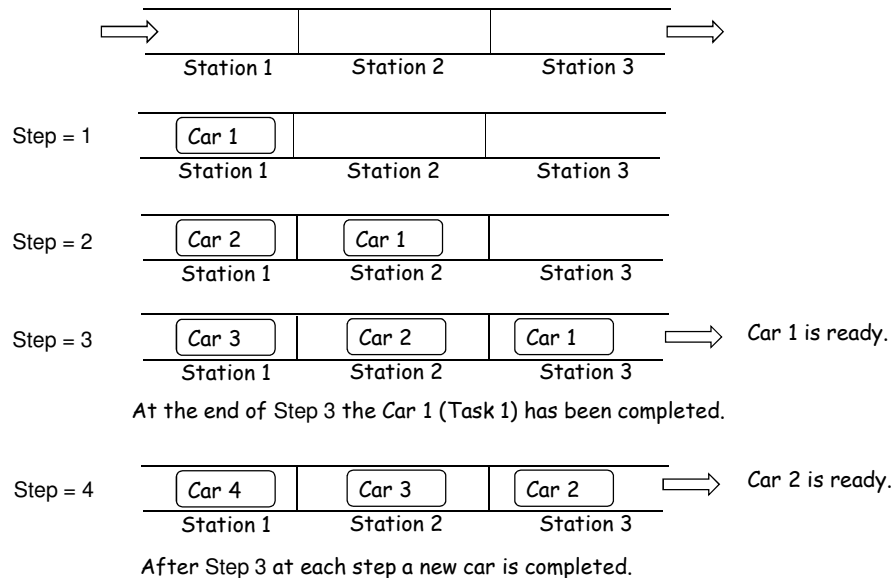 Station 1 Station 2 Station 3
Step = 1 Car 1
Station 1 Station 2 Station 3
Step = 2 Car 2 Car 1
Station 1 Station 2 Station 3
Step = 3 Car 3 Car 2 Car 1 Car 1 is ready.
Station 1 Station 2 Station 3
At the end of Step 3 the Car 1 (Task 1) has been completed.
Step = 4 Car 4 Car 3 Car 2 Car 2 is ready.
Station 1 Station 2 Station 3
After Step 3 at each step a new car is completed.